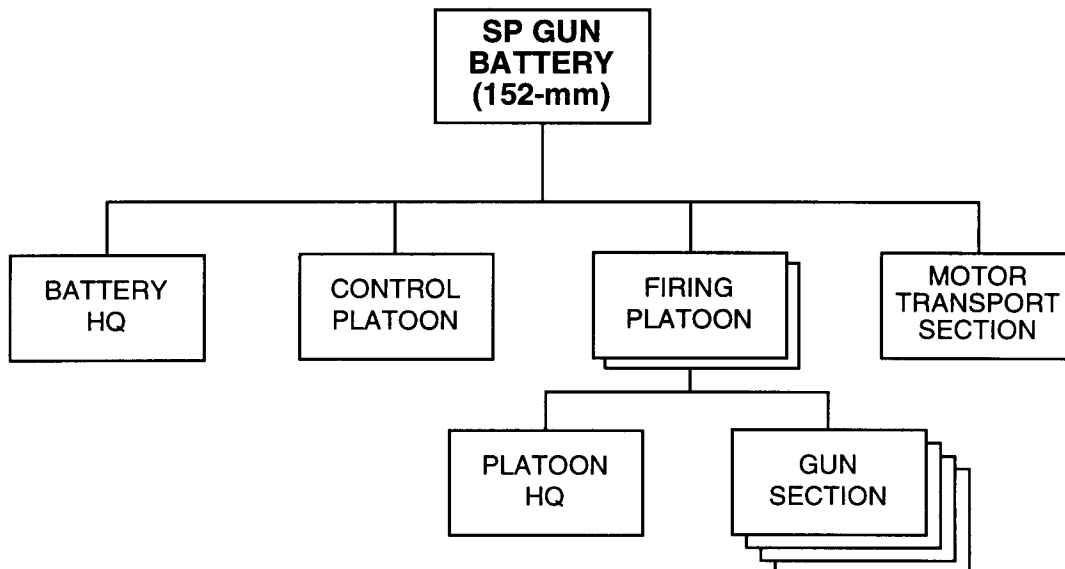 SP GUN
BATTERY
(152-mm)
BATTERY
HQ
CONTROL
PLATOON
FIRING
PLATOON
MOTOR
TRANSPORT
SECTION
PLATOON
HQ
GUN
SECTION